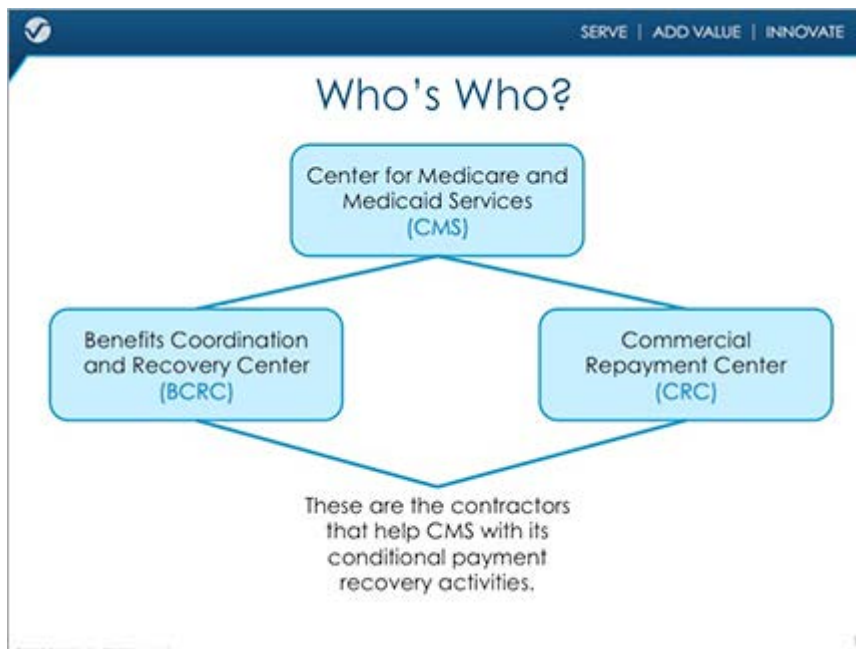 SERVE | ADD VALUE | INNOVATE
Who's Who?
Center for Medicare and
Medicaid Services
(CMS)
Benefits Coordination
and Recovery Center
(BCRC)
Commercial
Repayment Center
(CRC)
These are the contractors
that help CMS with its
conditional payment
recovery activities.